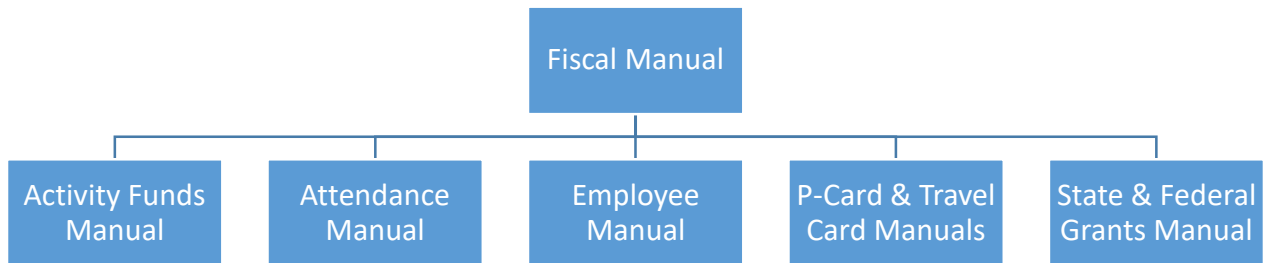 Fiscal Manual
Activity Funds
Manual
Attendance
Manual
Employee
Manual
P-Card & Travel
Card Manuals
State & Federal
Grants Manual